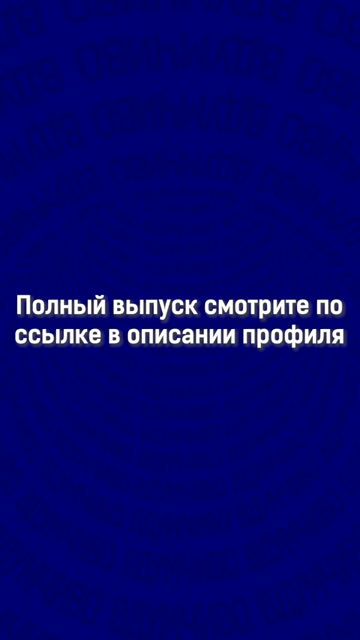 Полный выпуск смотрите по
ссылке в описании профиля